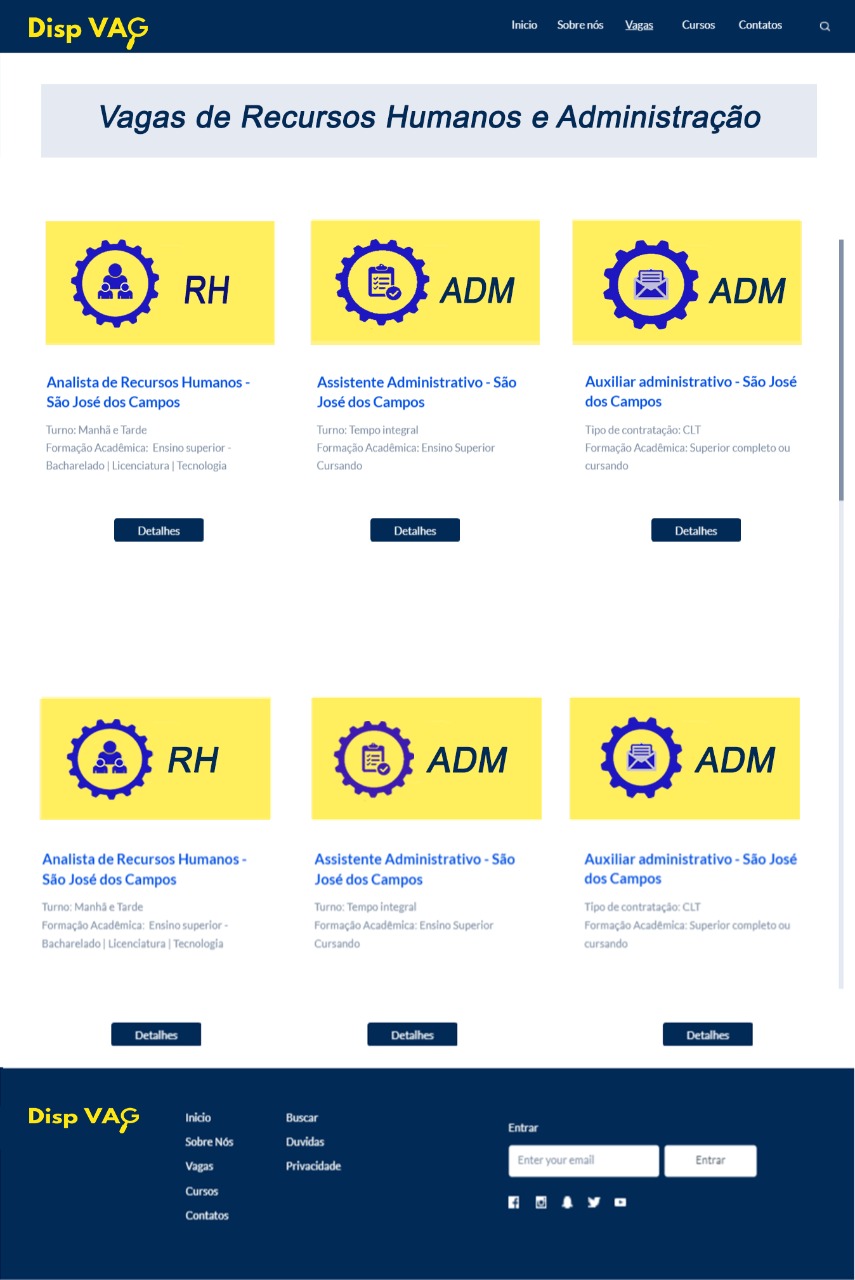 Disp VAG
Inicio Sobre nós Vagas Cursos Contatos
Vagas de Recursos Humanos e Administração
RH
ADM
ADM
Analista de Recursos Humanos -
São José dos Campos
Turno: Manhã e Tarde
Formação Acadêmica: Ensino superior -
Bacharelado | Licenciatura | Tecnologia
Detalhes
Assistente Administrativo - São
José dos Campos
Turno: Tempo integral
Formação Acadêmica: Ensino Superior
Cursando
Detalhes
Auxiliar administrativo - São José
dos Campos
Tipo de contratação: CLT
Formação Acadêmica: Superior completo ou
cursando
Detalhes
RH
ADM
ADM
Analista de Recursos Humanos -
São José dos Campos
Turno: Manhã e Tarde
Formação Acadêmica: Ensino superior -
Bacharelado | Licenciatura | Tecnologia
Detalhes
Assistente Administrativo - São
José dos Campos
Turno: Tempo integral
Formação Acadêmica: Ensino Superior
Cursando
Detalhes
Auxiliar administrativo - São José
dos Campos
Tipo de contratação: CLT
Formação Acadêmica: Superior completo ou
cursando
Detalhes
Disp VAG
Inicio
Sobre Nós
Vagas
Cursos
Contatos
Buscar
Duvidas
Privacidade
Entrar
Enter your email
Entrar